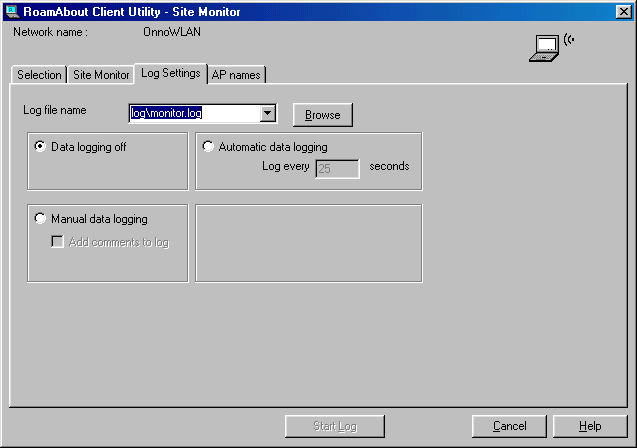 RoamAbout Client Utility - Site Monitor
Network name : OnnoWLAN
Selection Site Monitor Log Settings AP names
Log file name log\monitor.log Browse
Data logging off Automatic data logging
Log every 25 seconds
Manual data logging
Add comments to log
Start Log Cancel Help